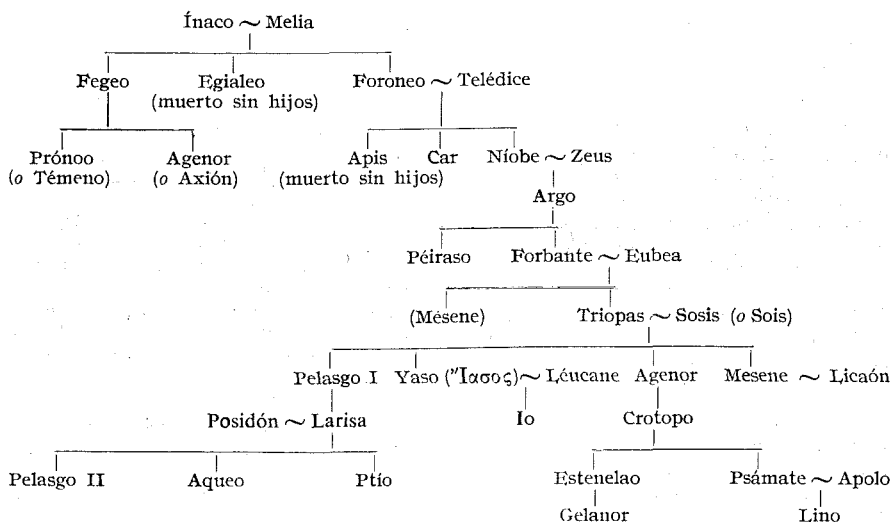 Ínaco ~ Melia
Fegeo Egialeo Foroneo ~ Telédice
(muerto sin hijos)
Prónoo Agenor Apis Car Níobe ~ Zeus
(o Témeno) (o Axión) (muerto sin hijos)
Argo
Péiraso Forbante ~ Eubea
(Mésene) Triopas ~ Sosis (o Sois)
Pelasgo I Yaso (Ἴασος) ~ Léucane Agenor Mesene ~ Licaón
Posidón ~ Larisa Io Crotopo
Pelasgo II Aqueo Ptío Estenelao Psámate ~ Apolo
Gelanor Lino